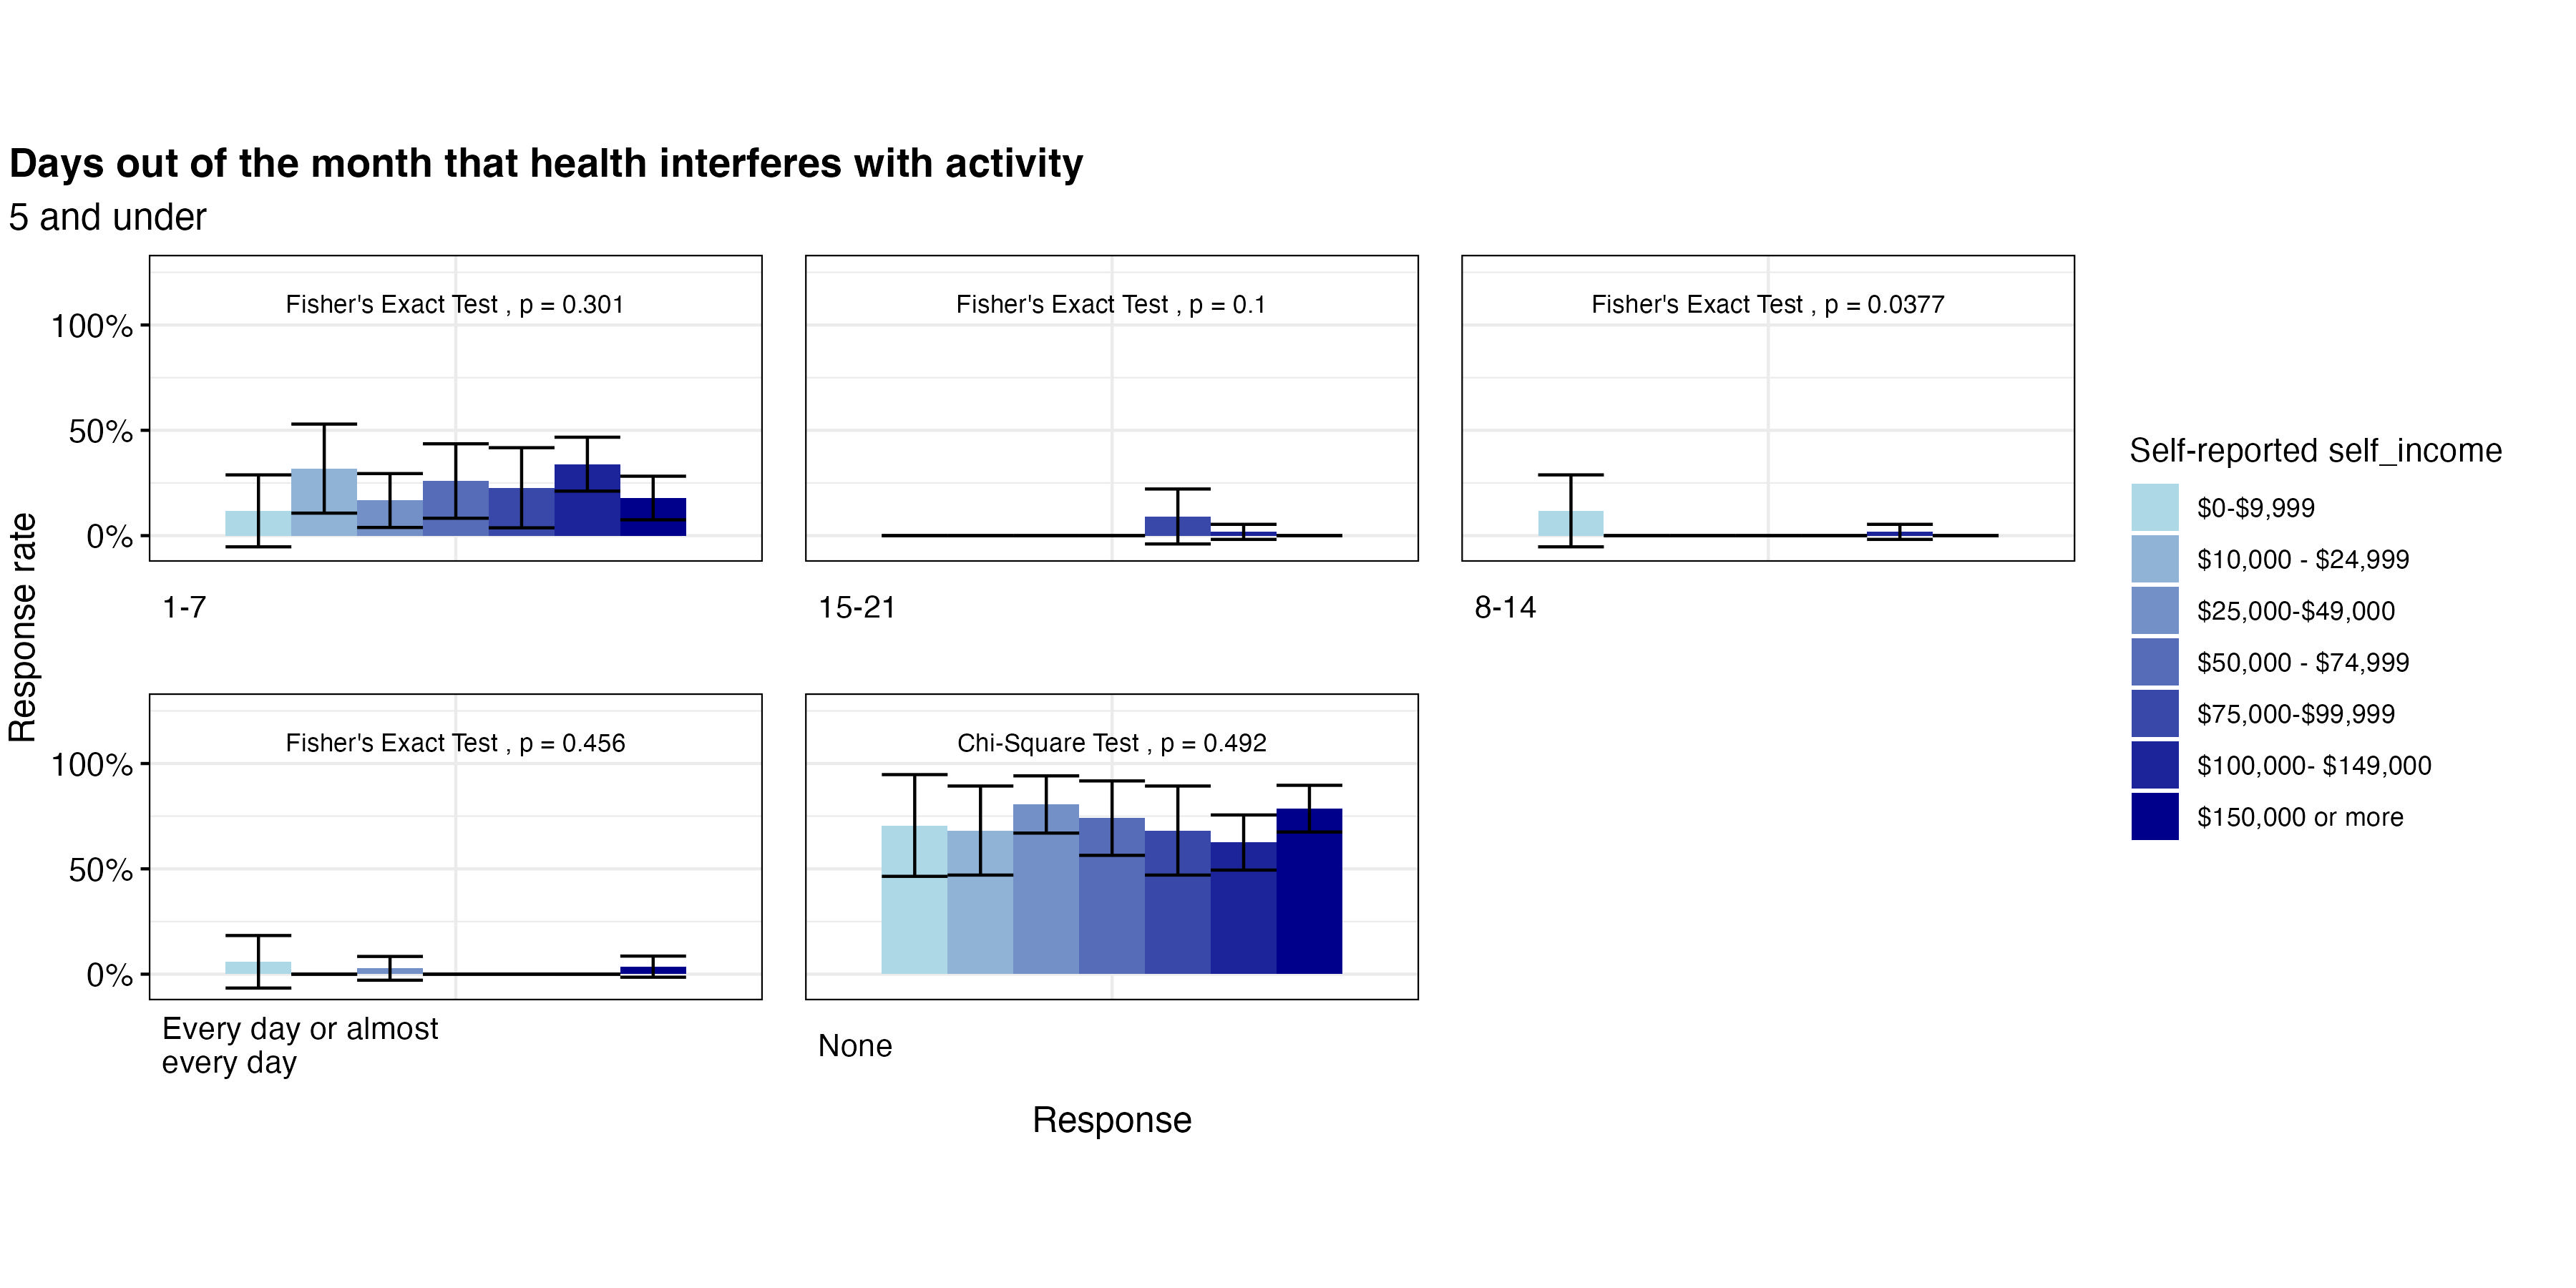 Days out of the month that health interferes with activity
5 and under
Response rate
Fisher's Exact Test , p = 0.301
100%
50%
0%
1-7
Fisher's Exact Test , p = 0.1
15-21
Fisher's Exact Test , p = 0.0377
8-14
Fisher's Exact Test , p = 0.456
100%
50%
0%
Every day or almost
every day
Chi-Square Test , p = 0.492
None
Response
Self-reported self_income
$0-$9,999
$10,000 - $24,999
$25,000-$49,000
$50,000 - $74,999
$75,000-$99,999
$100,000- $149,000
$150,000 or more